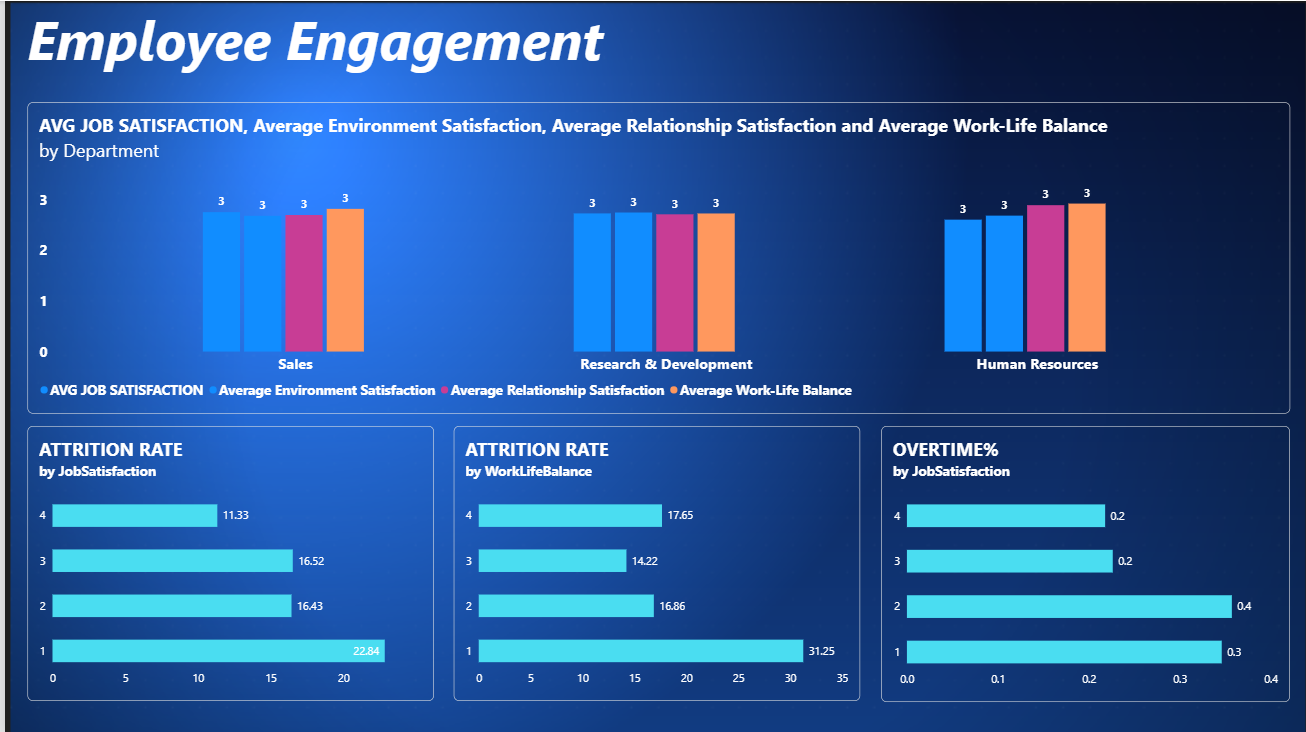 Employee Engagement
AVG JOB SATISFACTION, Average Environment Satisfaction, Average Relationship Satisfaction and Average Work-Life Balance
by Department
3
2
1
0
3 3 3 3
3 3 3 3
3 3 3 3
Sales
Research & Development
Human Resources
AVG JOB SATISFACTION Average Environment Satisfaction Average Relationship Satisfaction Average Work-Life Balance
ATTRITION RATE
by JobSatisfaction
4 11.33
3 16.52
2 16.43
1 22.84
0 5 10 15 20
ATTRITION RATE
by WorkLifeBalance
4 17.65
3 14.22
2 16.86
1 31.25
0 5 10 15 20 25 30 35
OVERTIME%
by JobSatisfaction
4 0.2
3 0.2
2 0.4
1 0.3
0.0 0.1 0.2 0.3 0.4